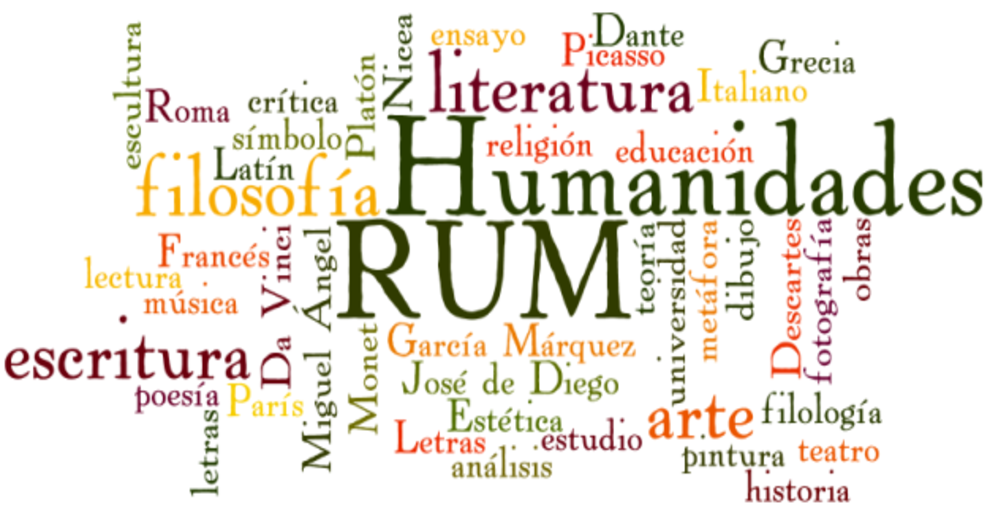 escultura
Nicea
ensayo
Dante
Picasso
Grecia
Roma
crítica
Platón
literatura
Italiano
símbolo
Humanidades
religión
educación
Latín
filosofía
RUM
Francés
Da Vinci
Miguel Ángel
teoría
universidad
metáfora
dibujo
Descartes
fotografía
obras
lectura
música
escritura
Monet
García Márquez
José de Diego
poesía
París
letras
Estética
arte
filología
Letras
estudio
análisis
pintura
teatro
historia